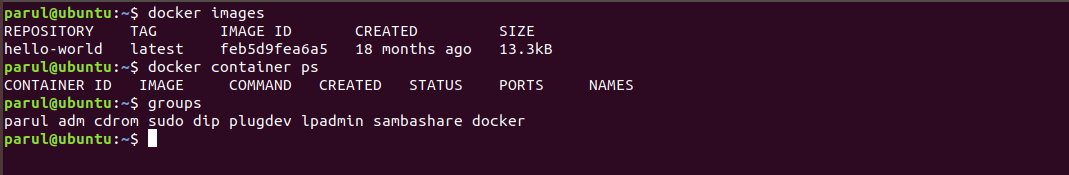 parul@ubuntu:~$ docker images
REPOSITORY    TAG       IMAGE ID       CREATED         SIZE
hello-world   latest    feb5d9fea6a5   18 months ago   13.3kB
parul@ubuntu:~$ docker container ps
CONTAINER ID   IMAGE     COMMAND   CREATED   STATUS    PORTS     NAMES
parul@ubuntu:~$ groups
parul adm cdrom sudo dip plugdev lpadmin sambashare docker
parul@ubuntu:~$